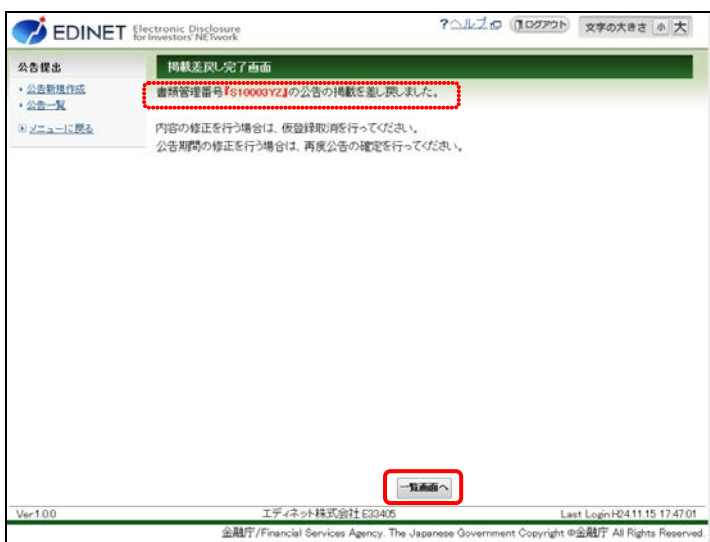 EDINET Electronic Disclosure for Investors' NETwork
?ヘルプ ログアウト 文字の大きさ 小 大
公告提出
・公告新規作成
・公告一覧
メニューに戻る
掲載差戻し完了画面
書類管理番号『S10003YZ』の公告の掲載を差し戻しました。
内容の修正を行う場合は、仮登録取消を行ってください。
公告期間の修正を行う場合は、再度公告の確定を行ってください。
一覧画面へ
Ver.1.00 エディネット株式会社 E33405 Last Login:H24.11.15 17:47:01
金融庁/Financial Services Agency. The Japanese Government Copyright ©金融庁 All Rights Reserved.